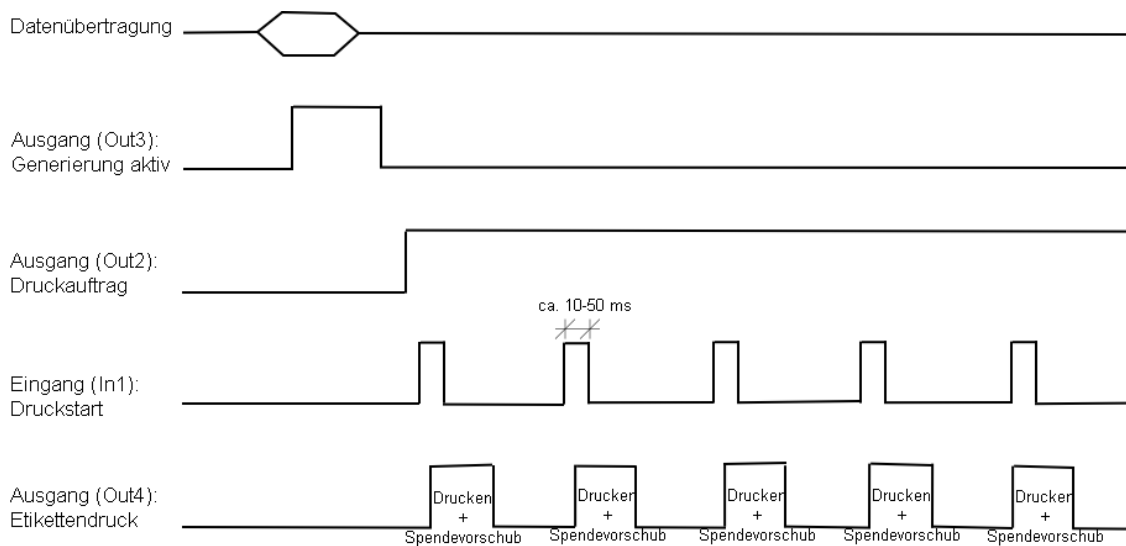 Datenübertragung
Ausgang (Out3):
Generierung aktiv
Ausgang (Out2):
Druckauftrag
ca. 10-50 ms
Eingang (In1):
Druckstart
Ausgang (Out4):
Etikettendruck
Drucken
+
Spendevorschub
Drucken
+
Spendevorschub
Drucken
+
Spendevorschub
Drucken
+
Spendevorschub
Drucken
+
Spendevorschub